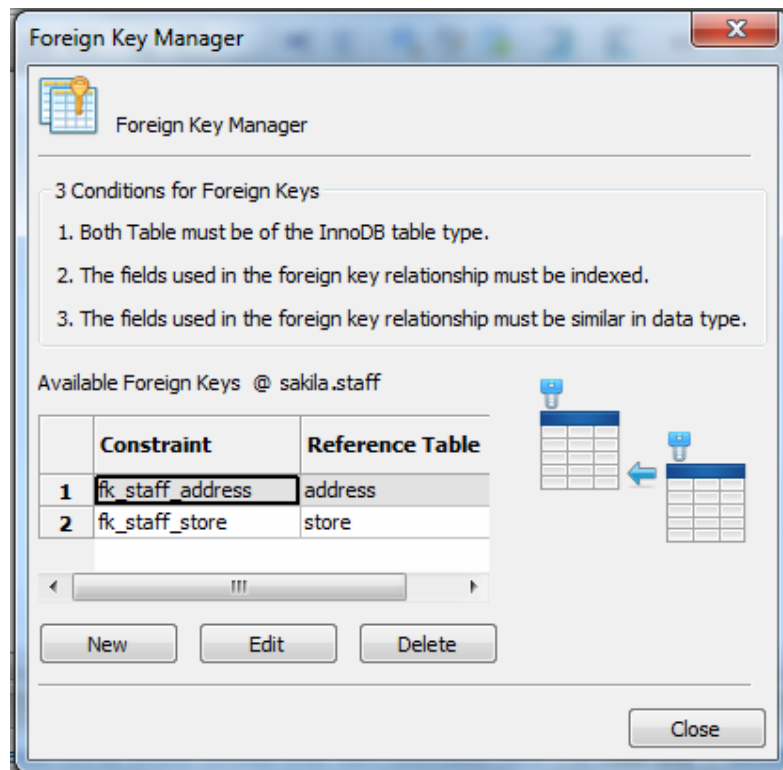 Foreign Key Manager
x
Foreign Key Manager
3 Conditions for Foreign Keys
1. Both Table must be of the InnoDB table type.
2. The fields used in the foreign key relationship must be indexed.
3. The fields used in the foreign key relationship must be similar in data type.
Available Foreign Keys @ sakila.staff
Constraint Reference Table
1 fk_staff_address address
2 fk_staff_store store
New Edit Delete
Close